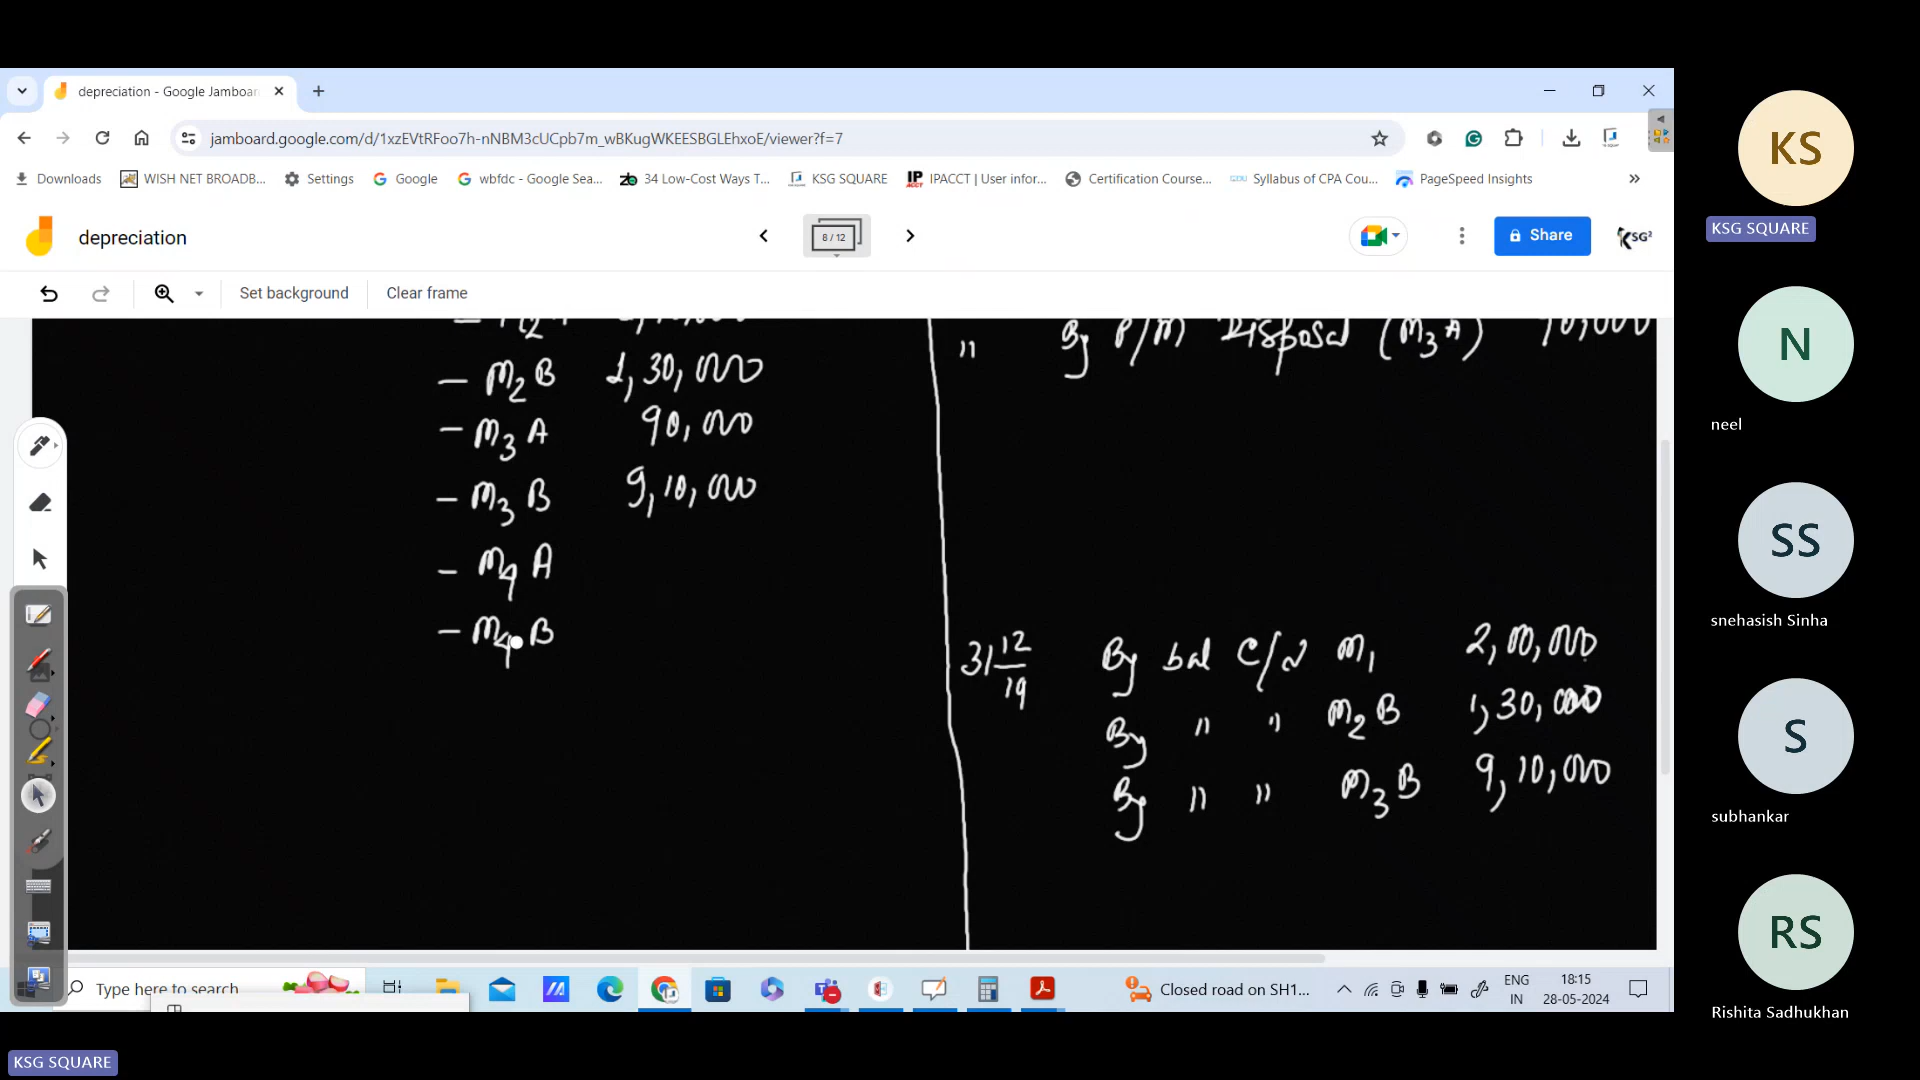 depreciation - Google Jamboar
jamboard.google.com/d/1xzEVtRFoo7h-nNBM3cUCpb7m_wBKugWKEESBGLEhxoE/viewer?f=7
Downloads WISH NET BROADB... Settings Google wbfdc - Google Sea... 34 Low-Cost Ways T... KSG SQUARE IPACCT | User infor... Certification Course... Syllabus of CPA Cou... PageSpeed Insights
depreciation
8 / 12
Share
KSG²
Set background Clear frame
— M2 B 1,30,000
— M3 A 90,000
— M3 B 9,10,000
— M4 A
— M4 B
" By P/M Disposal (M3 A) 90,000
31 12/19 By bal C/d M1 2,00,000
By " " M2 B 1,30,000
By " " M3 B 9,10,000
Type here to search
Closed road on SH1...
ENG
IN
18:15
28-05-2024
KS
KSG SQUARE
N
neel
SS
snehasish Sinha
S
subhankar
RS
Rishita Sadhukhan
KSG SQUARE